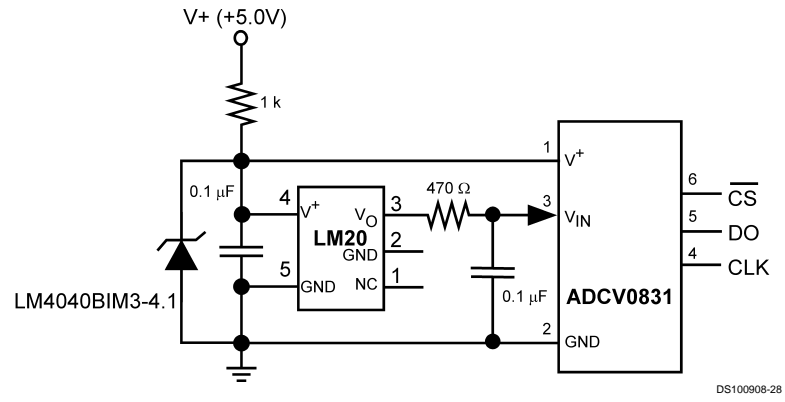 V+ (+5.0V)
1 k
0.1 μF
4
V+
VO
3
470 Ω
LM20
GND
2
5
GND
NC
1
LM4040BIM3-4.1
0.1 μF
1
V+
3
VIN
ADCV0831
2
GND
6
CS
5
DO
4
CLK
DS100908-28